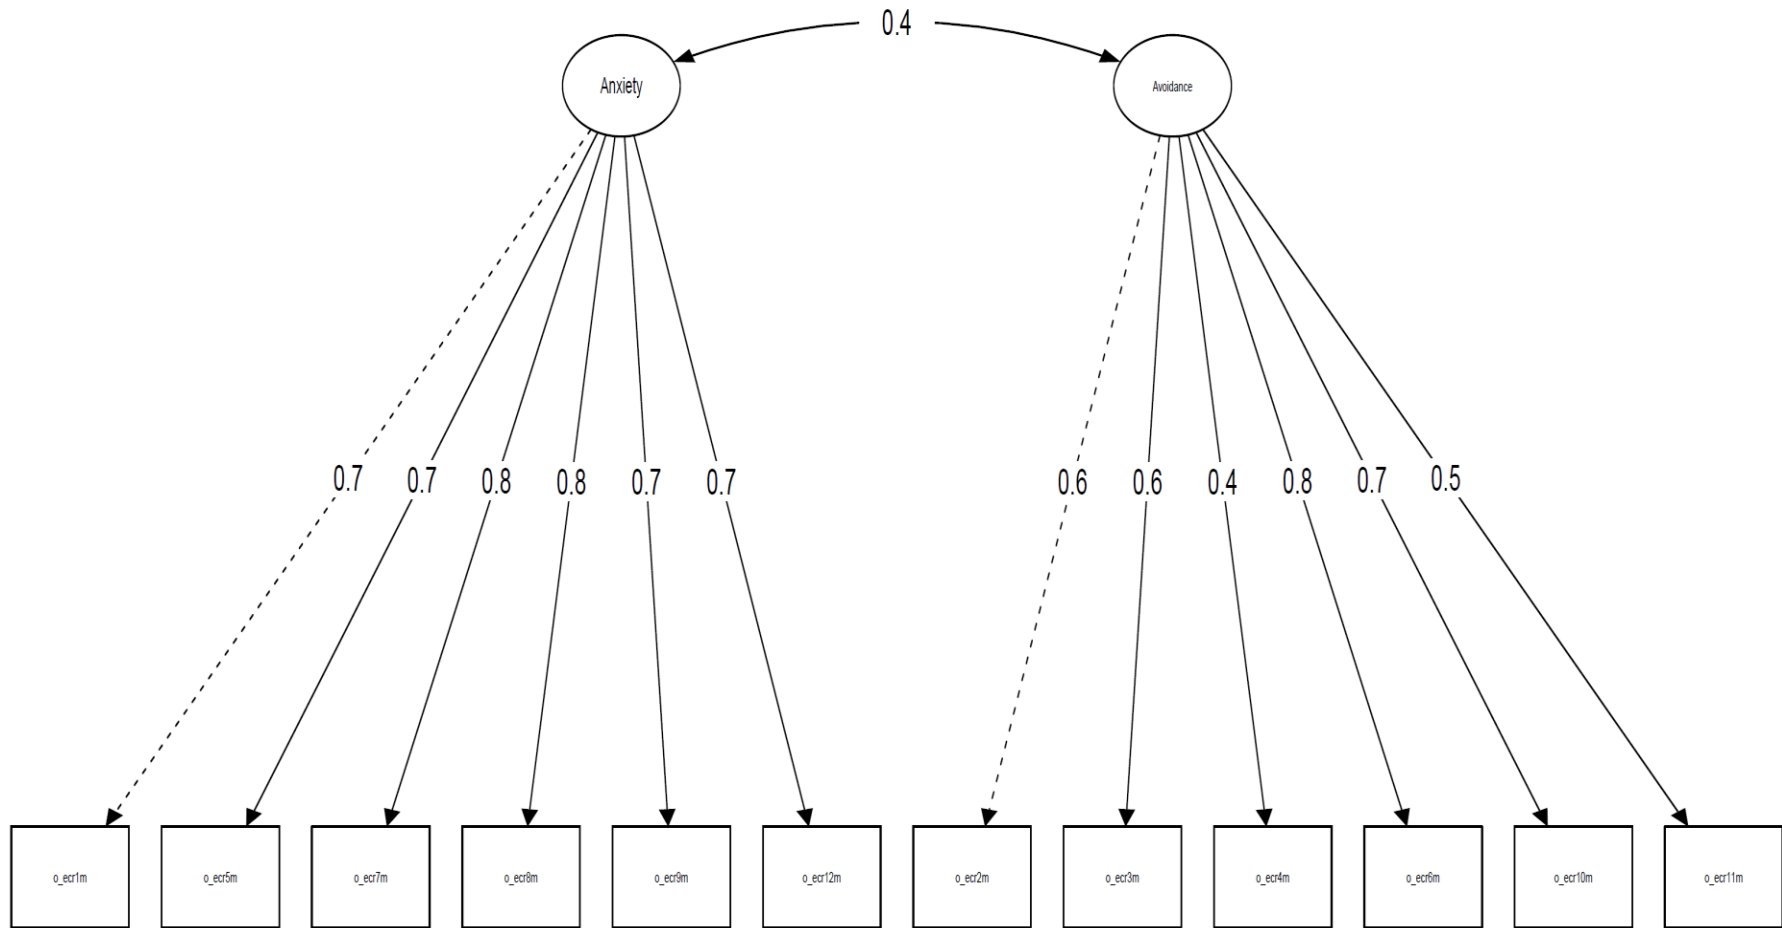 0.4
Anxiety
Avoidance
0.7
0.7
0.8
0.8
0.7
0.7
0.6
0.6
0.4
0.8
0.7
0.5
o_ecr1m
o_ecr5m
o_ecr7m
o_ecr8m
o_ecr9m
o_ecr12m
o_ecr2m
o_ecr3m
o_ecr4m
o_ecr6m
o_ecr10m
o_ecr11m